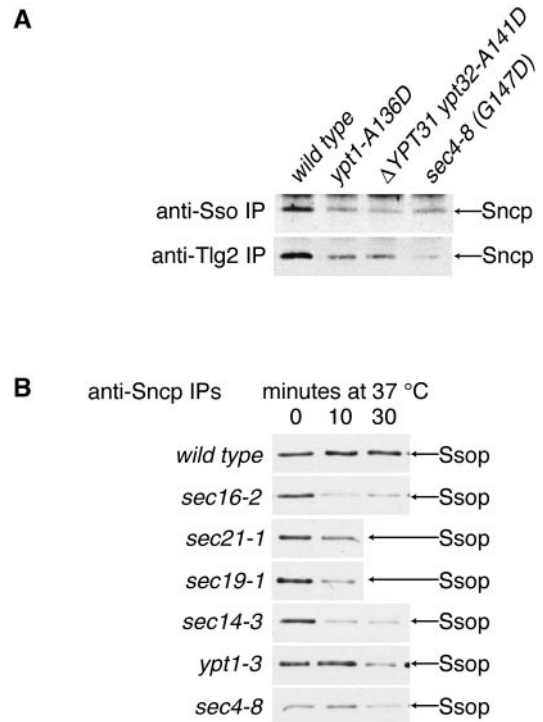 A
wild type
ypt1-A136D
ΔYPT31 ypt32-A141D
sec4-8 (G147D)
anti-Sso IP
Sncp
anti-Tlg2 IP
Sncp
B
anti-Sncp IPs
minutes at 37 °C
0 10 30
wild type
Ssop
sec16-2
Ssop
sec21-1
Ssop
sec19-1
Ssop
sec14-3
Ssop
ypt1-3
Ssop
sec4-8
Ssop